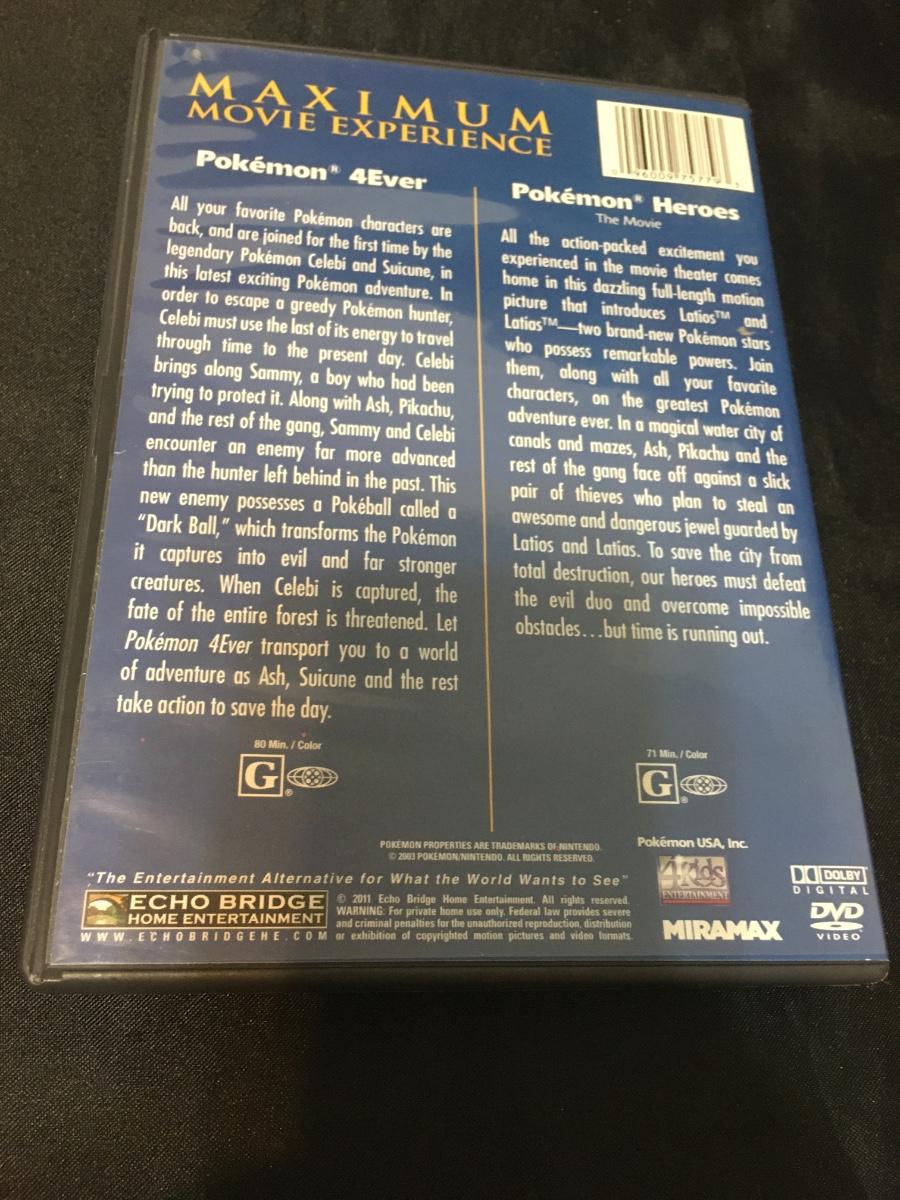 MAXIMUM
MOVIE EXPERIENCE
0 96009 75779 5
Pokémon® 4Ever
All your favorite Pokémon characters are
back, and are joined for the first time by the
legendary Pokémon Celebi and Suicune, in
this latest exciting Pokémon adventure. In
order to escape a greedy Pokémon hunter,
Celebi must use the last of its energy to travel
through time to the present day. Celebi
brings along Sammy, a boy who had been
trying to protect it. Along with Ash, Pikachu,
and the rest of the gang, Sammy and Celebi
encounter an enemy far more advanced
than the hunter left behind in the past. This
new enemy possesses a Pokéball called a
“Dark Ball,” which transforms the Pokémon
it captures into evil and far stronger
creatures. When Celebi is captured, the
fate of the entire forest is threatened. Let
Pokémon 4Ever transport you to a world
of adventure as Ash, Suicune and the rest
take action to save the day.
80 Min. / Color
G®
Pokémon® Heroes
The Movie
All the action-packed excitement you
experienced in the movie theater comes
home in this dazzling full-length motion
picture that introduces Latios™ and
Latias™—two brand-new Pokémon stars
who possess remarkable powers. Join
them, along with all your favorite
characters, on the greatest Pokémon
adventure ever. In a magical water city of
canals and mazes, Ash, Pikachu and the
rest of the gang face off against a slick
pair of thieves who plan to steal an
awesome and dangerous jewel guarded by
Latios and Latias. To save the city from
total destruction, our heroes must defeat
the evil duo and overcome impossible
obstacles...but time is running out.
71 Min. / Color
G®
POKÉMON PROPERTIES ARE TRADEMARKS OF NINTENDO.
© 2003 POKÉMON/NINTENDO. ALL RIGHTS RESERVED.
Pokémon USA, Inc.
4Kids
ENTERTAINMENT
MIRAMAX
DOLBY
DIGITAL
DVD
VIDEO
“The Entertainment Alternative for What the World Wants to See”
ECHO BRIDGE
HOME ENTERTAINMENT
WWW.ECHOBRIDGEHE.COM
© 2011 Echo Bridge Home Entertainment. All rights reserved.
WARNING: For private home use only. Federal law provides severe
and criminal penalties for the unauthorized reproduction, distribution
or exhibition of copyrighted motion pictures and video formats.